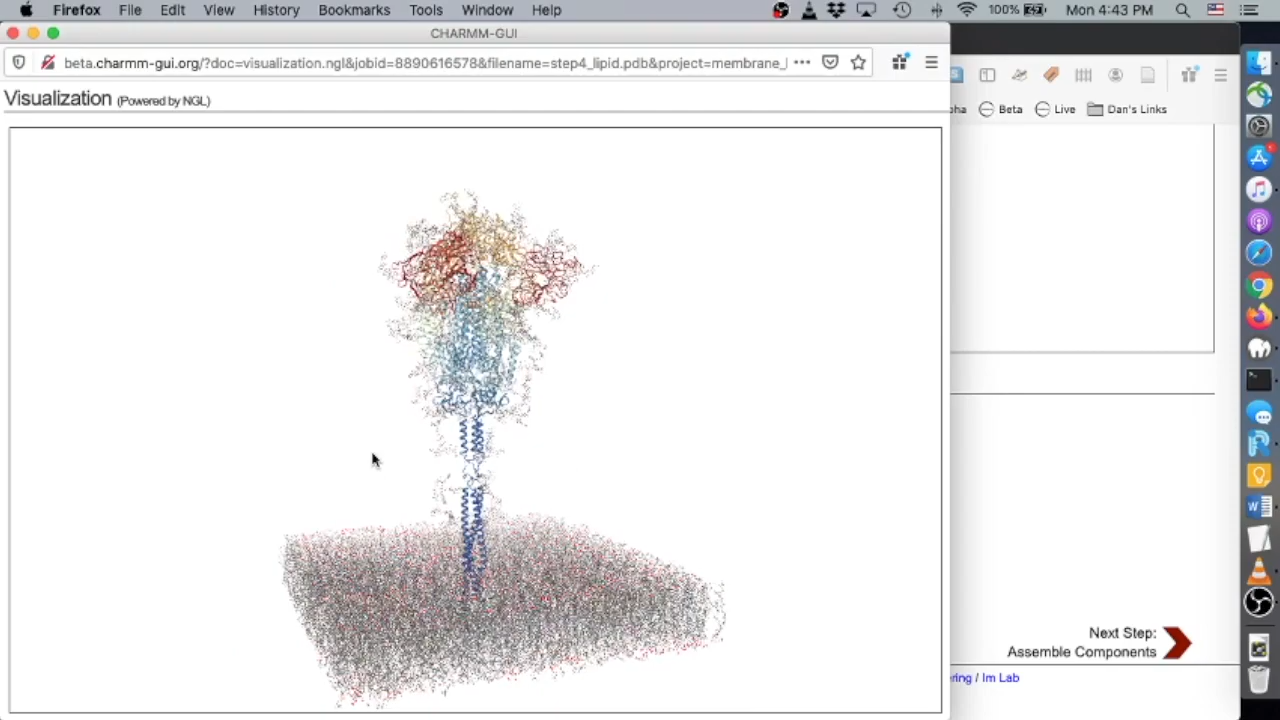 Firefox File Edit View History Bookmarks Tools Window Help 100% Mon 4:43 PM
CHARMM-GUI
beta.charmm-gui.org/?doc=visualization.ngl&jobid=8890616578&filename=step4_lipid.pdb&project=membrane_
Visualization (Powered by NGL)
Beta Live Dan's Links
Next Step:
Assemble Components
/ Im Lab